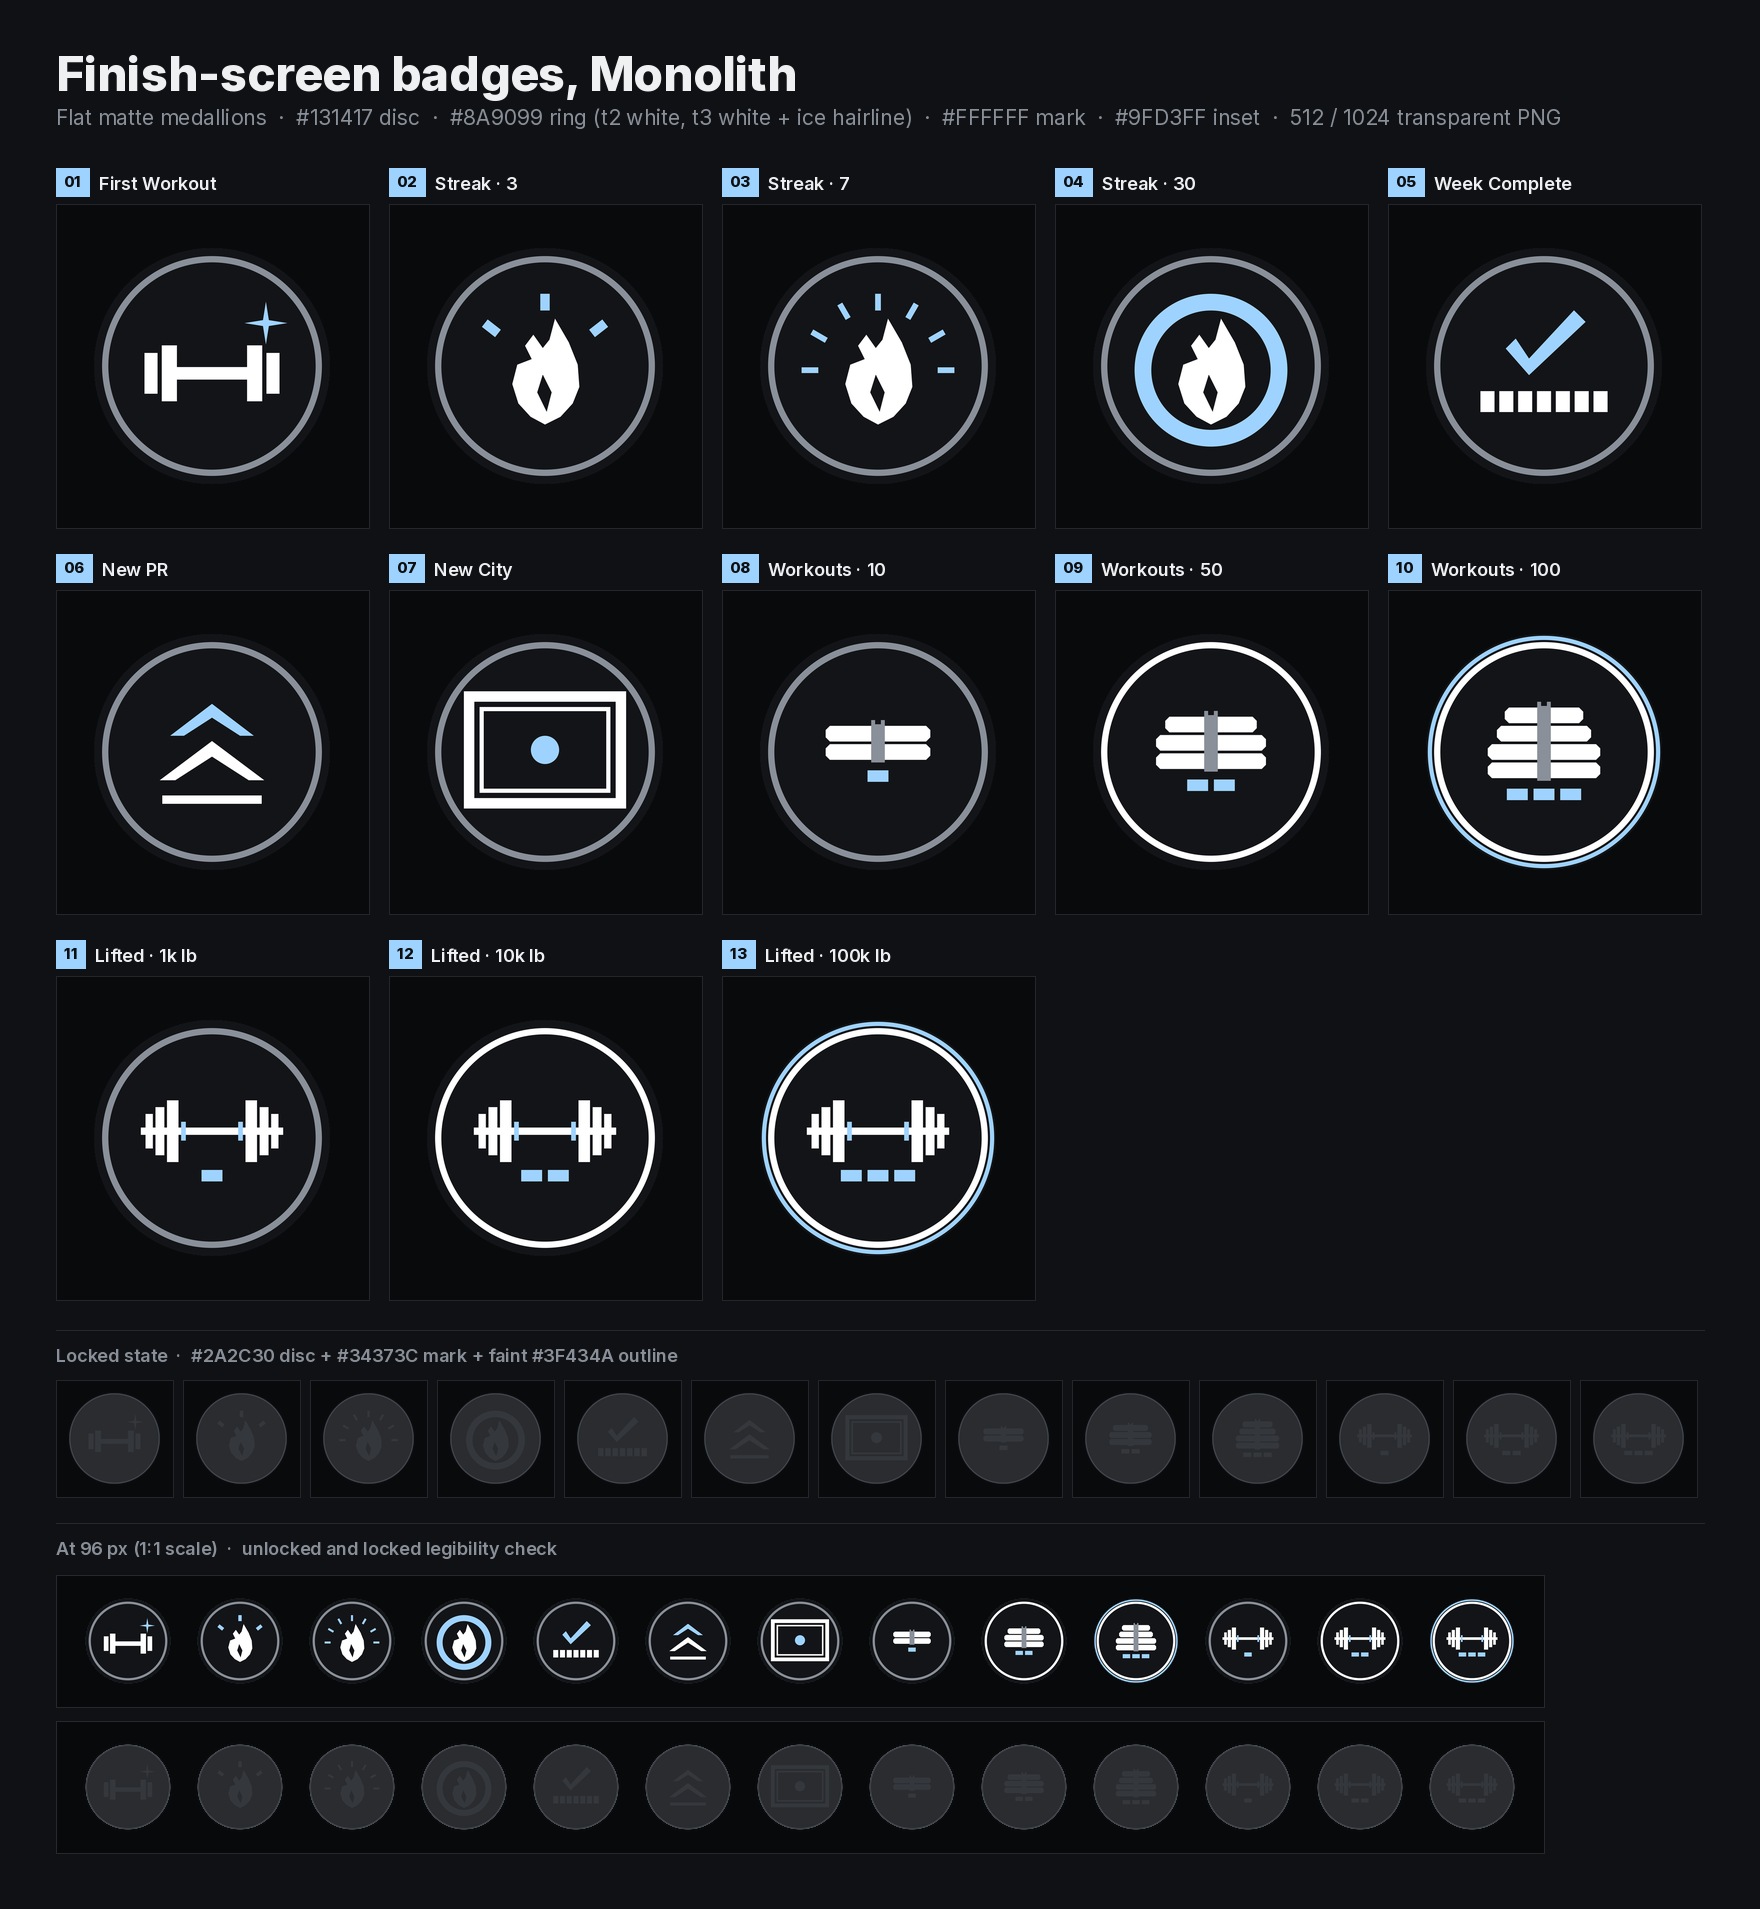 Finish-screen badges, Monolith
Flat matte medallions · #131417 disc · #8A9099 ring (t2 white, t3 white + ice hairline) · #FFFFFF mark · #9FD3FF inset · 512 / 1024 transparent PNG
01 First Workout
02 Streak · 3
03 Streak · 7
04 Streak · 30
05 Week Complete
06 New PR
07 New City
08 Workouts · 10
09 Workouts · 50
10 Workouts · 100
11 Lifted · 1k lb
12 Lifted · 10k lb
13 Lifted · 100k lb
Locked state · #2A2C30 disc + #34373C mark + faint #3F434A outline
At 96 px (1:1 scale) · unlocked and locked legibility check